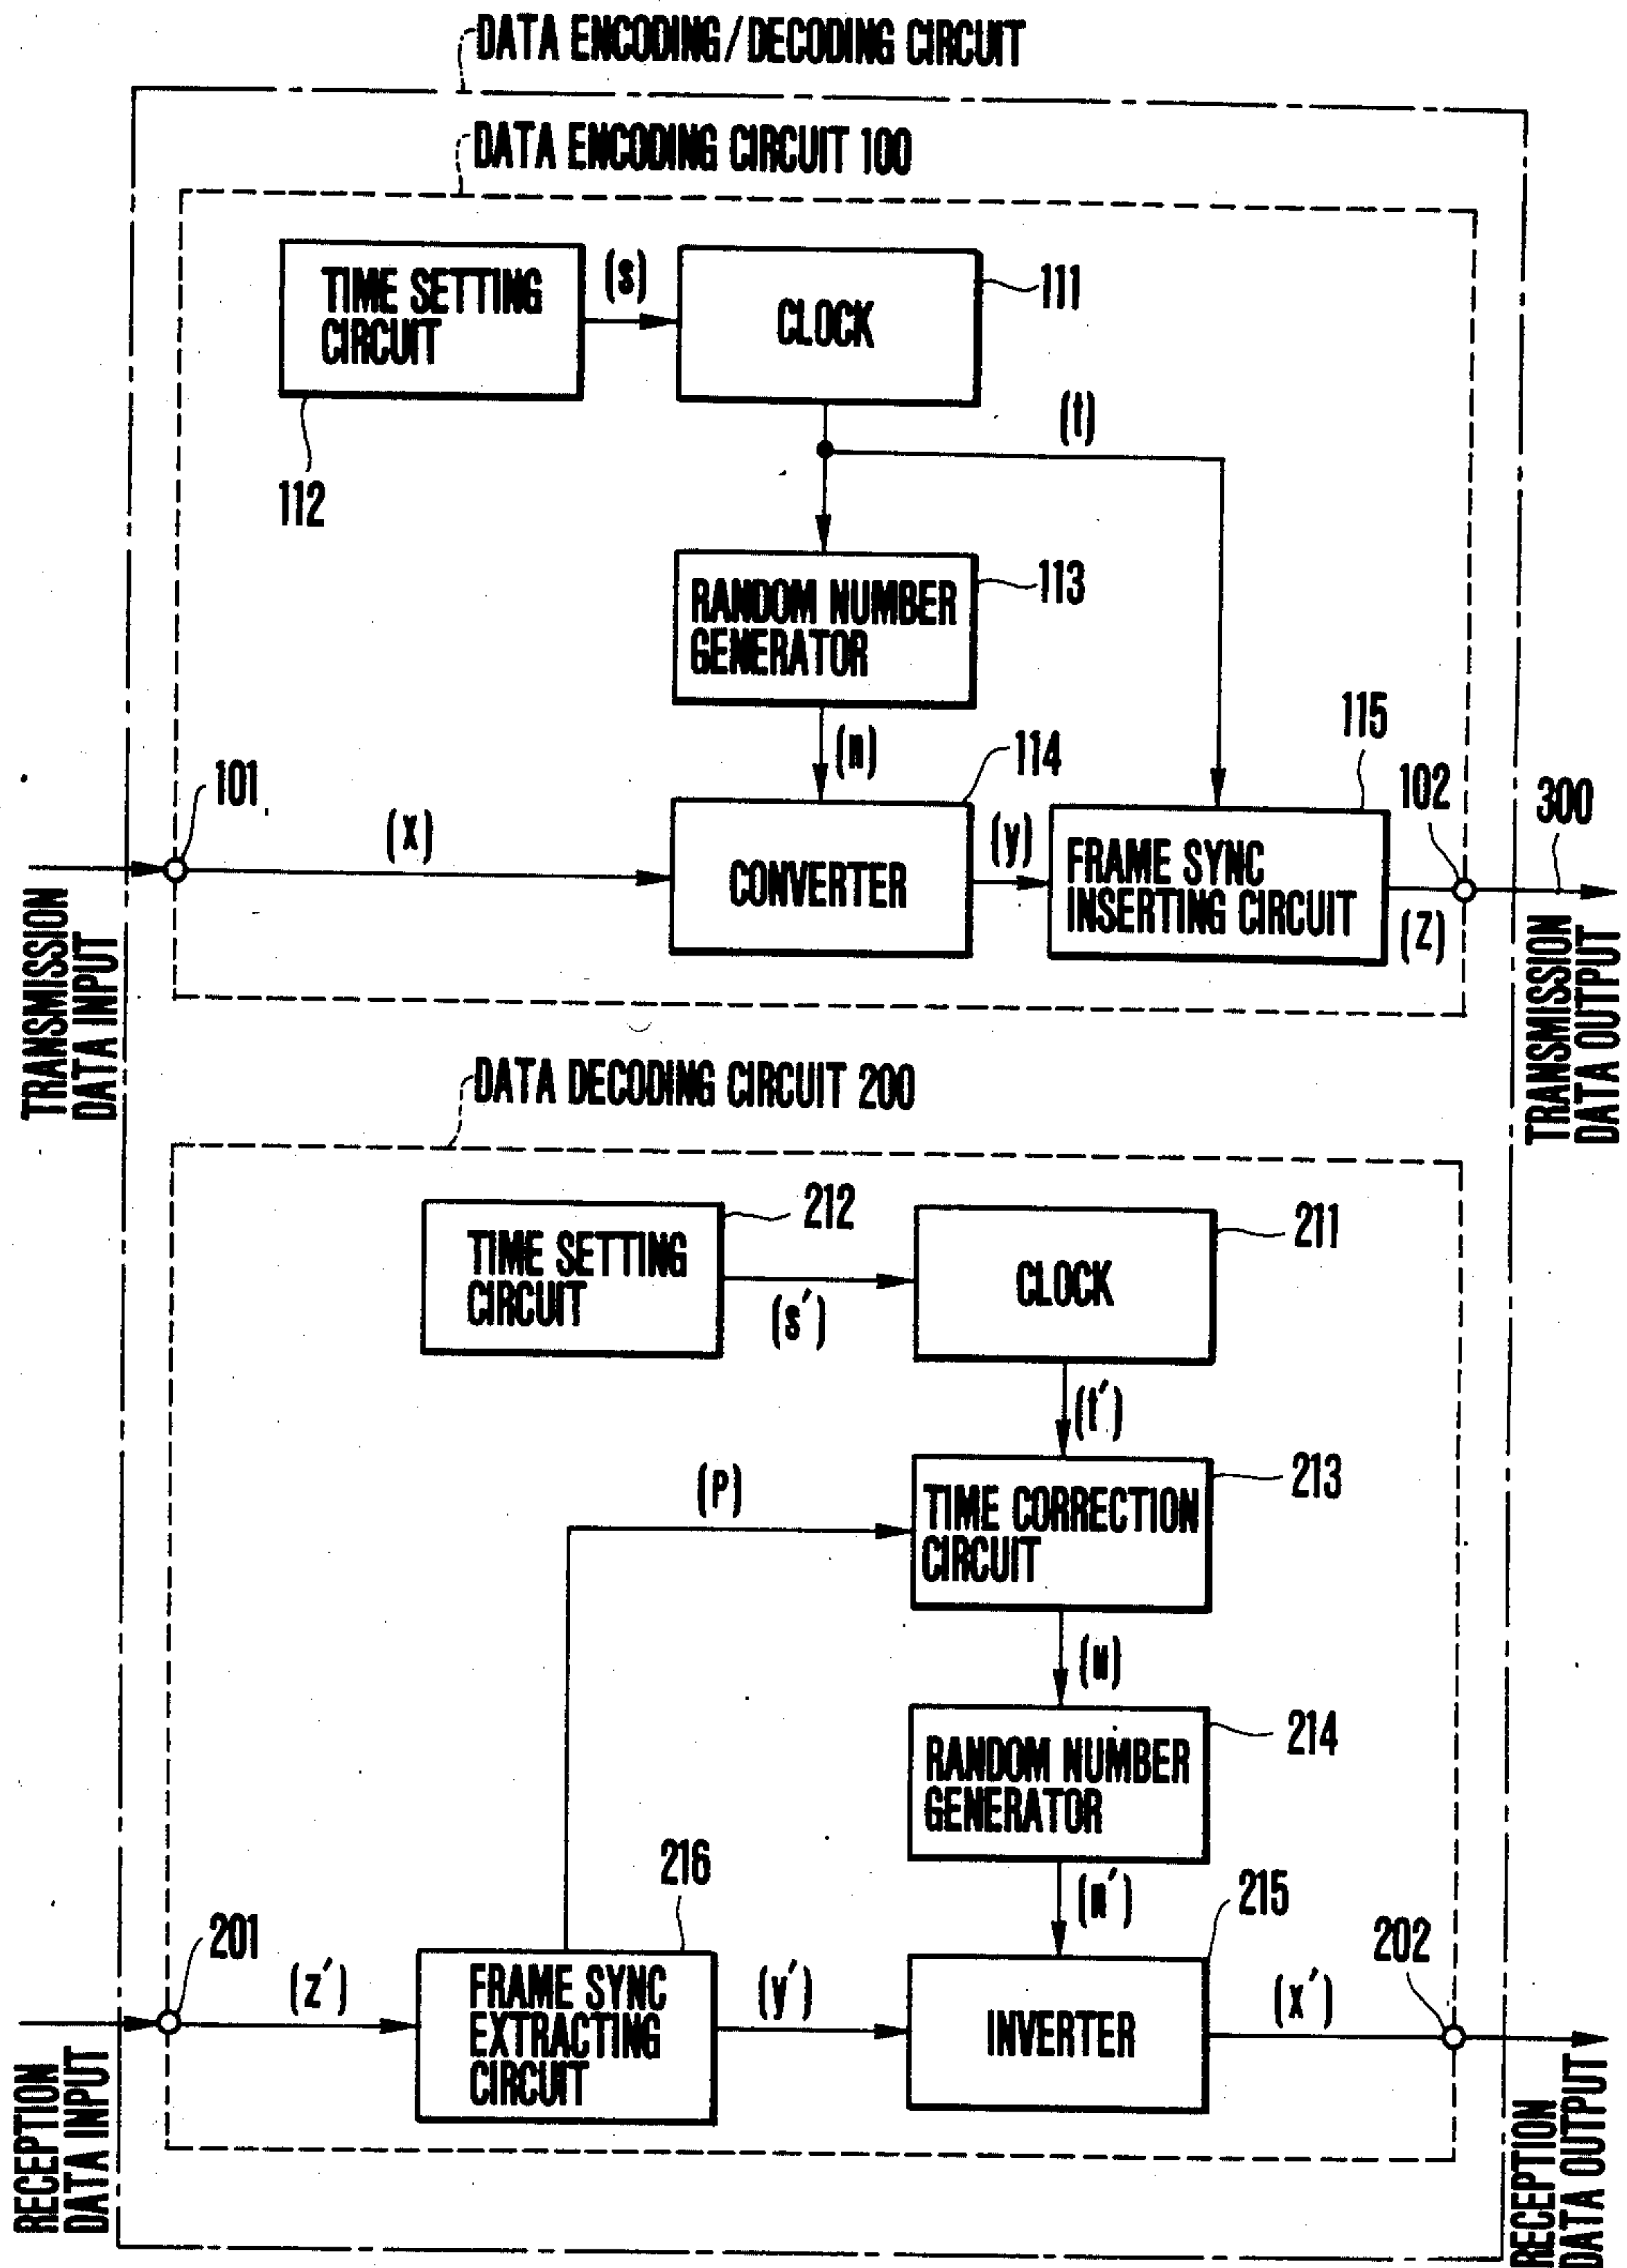 DATA ENCODING/DECODING CIRCUIT
DATA ENCODING CIRCUIT 100
TIME SETTING
CIRCUIT
(s)
CLOCK
111
112
(t)
RANDOM NUMBER
GENERATOR
113
(n)
114
115
101
102
300
(x)
CONVERTER
(y)
FRAME SYNC
INSERTING CIRCUIT
(z)
TRANSMISSION
DATA INPUT
TRANSMISSION
DATA OUTPUT
DATA DECODING CIRCUIT 200
TIME SETTING
CIRCUIT
212
(s′)
CLOCK
211
(t′)
(P)
TIME CORRECTION
CIRCUIT
213
(u)
RANDOM NUMBER
GENERATOR
214
216
(n′)
215
201
202
(z′)
FRAME SYNC
EXTRACTING
CIRCUIT
(y′)
INVERTER
(x′)
RECEPTION
DATA INPUT
RECEPTION
DATA OUTPUT